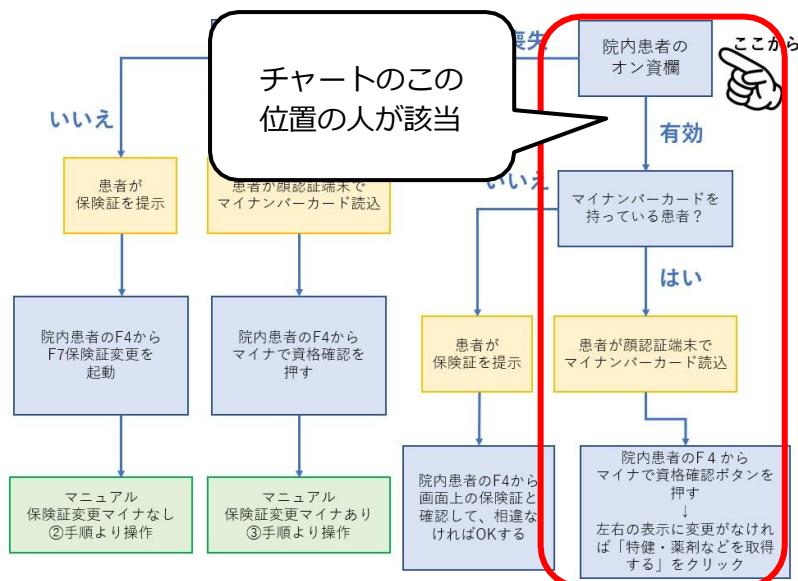 チャートのこの
位置の人が該当
喪失
院内患者の
オン資欄
ここから
いいえ
有効
患者が
保険証を提示
患者が顔認証端末で
マイナンバーカード読込
いいえ
マイナンバーカードを
持っている患者？
はい
院内患者のF4から
F7保険証変更を
起動
院内患者のF4から
マイナで資格確認を
押す
患者が
保険証を提示
患者が顔認証端末で
マイナンバーカード読込
マニュアル
保険証変更マイナなし
②手順より操作
マニュアル
保険証変更マイナあり
③手順より操作
院内患者のF4から
画面上の保険証と
確認して、相違な
ければOKする
院内患者のF４から
マイナで資格確認ボタンを
押す
↓
左右の表示に変更がなけれ
ば「特健・薬剤などを取得
する」をクリック